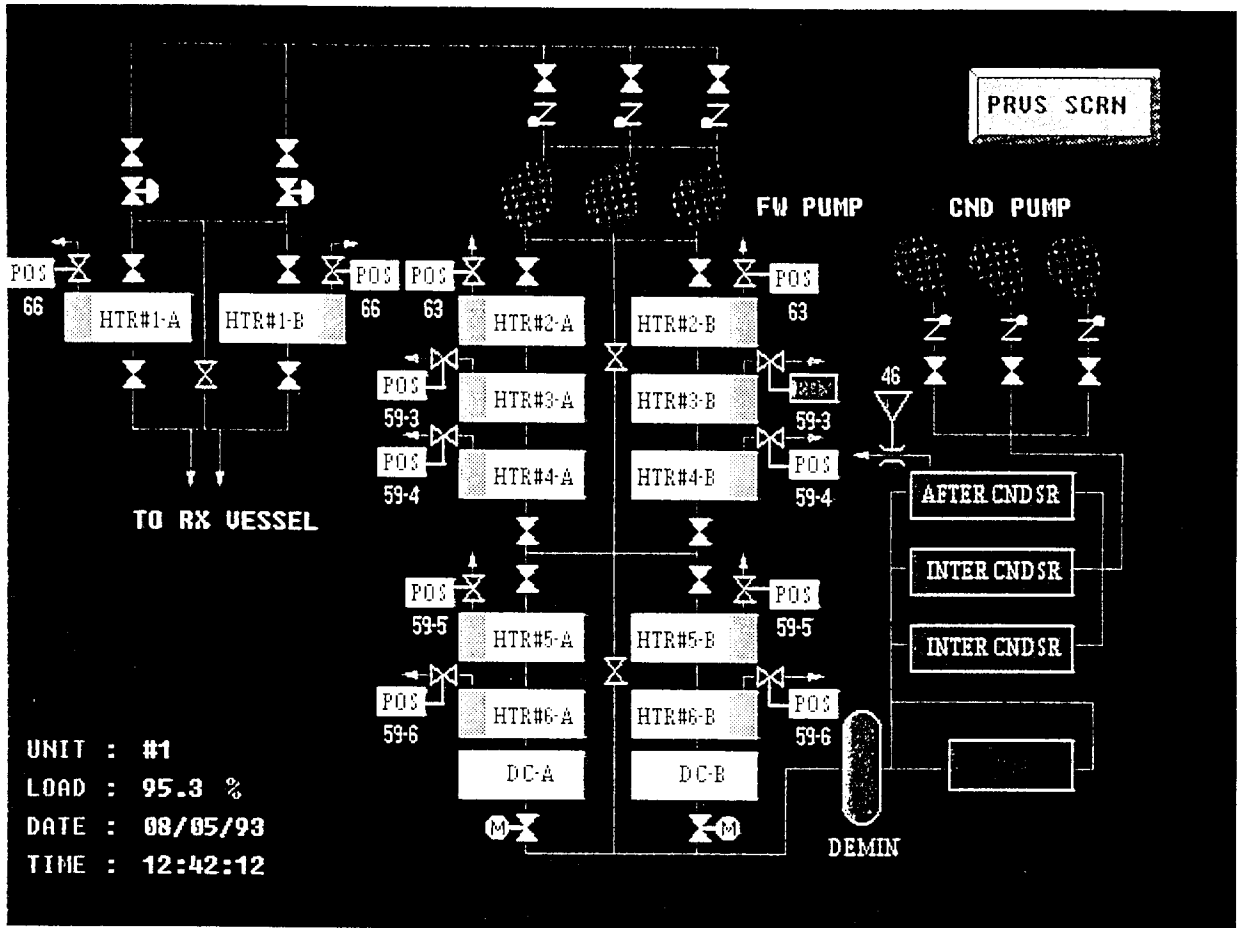 PRVS SCRN
FW PUMP
CND PUMP
POS
66
HTR#1-A
HTR#1-B
POS
66
POS
63
HTR#2-A
HTR#2-B
POS
63
POS
59-3
HTR#3-A
HTR#3-B
59-3
46
POS
59-4
HTR#4-A
HTR#4-B
POS
59-4
AFTER CNDSR
TO RX VESSEL
INTER CNDSR
POS
59-5
HTR#5-A
HTR#5-B
POS
59-5
INTER CNDSR
POS
59-6
HTR#6-A
HTR#6-B
POS
59-6
DC-A
DC-B
M
M
DEMIN
UNIT : #1
LOAD : 95.3 %
DATE : 08/05/93
TIME : 12:42:12